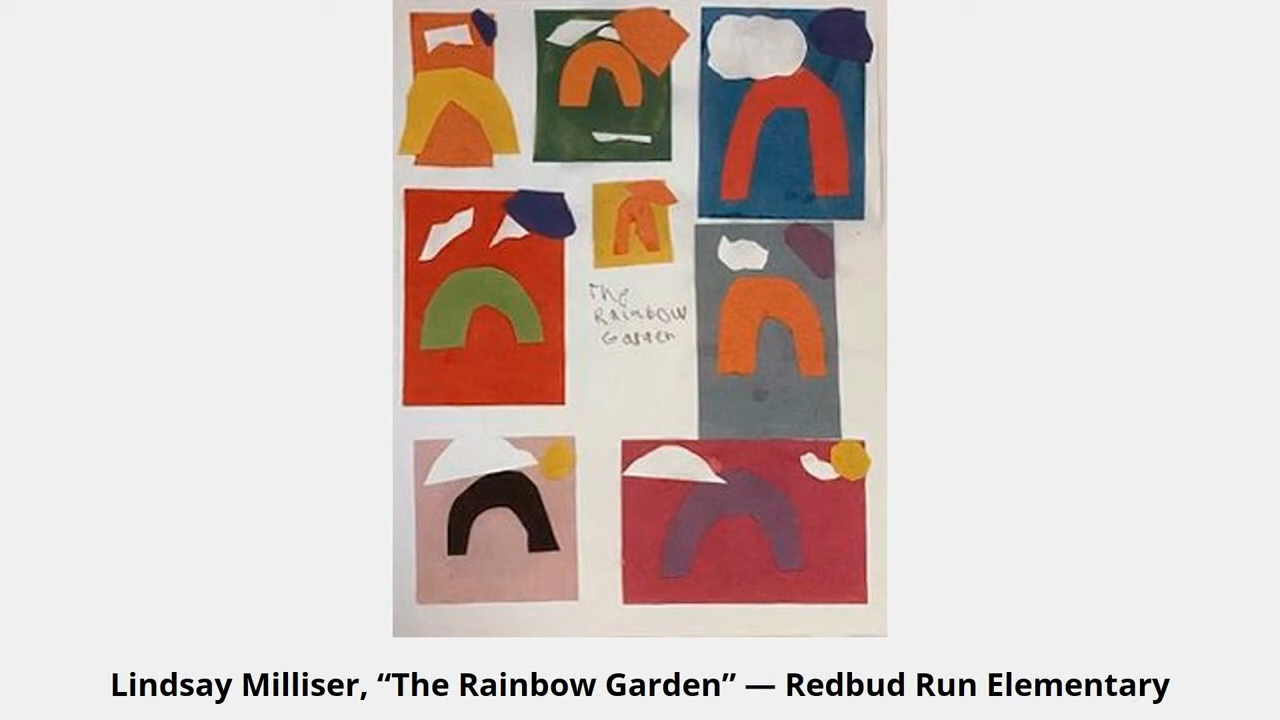 The
RAinbOW
Garden
Lindsay Milliser, “The Rainbow Garden” — Redbud Run Elementary